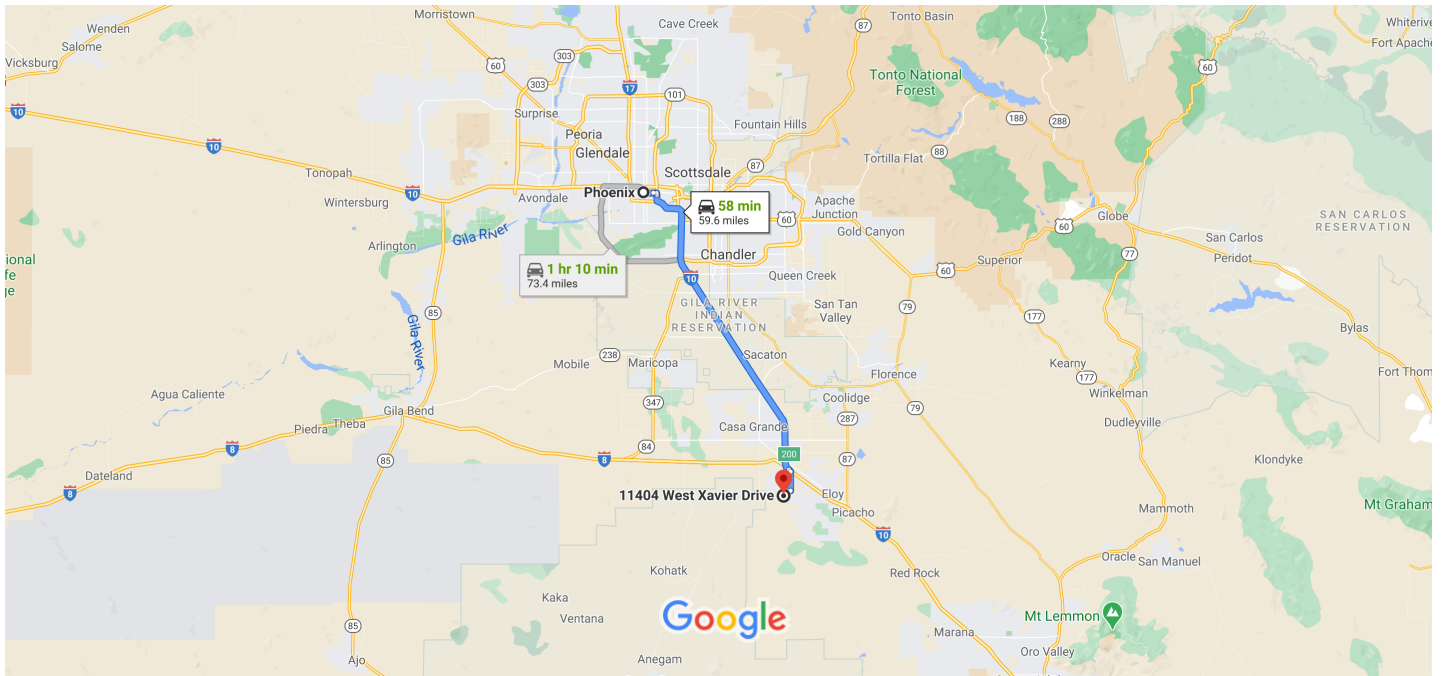 Morristown
Cave Creek
Tonto Basin
87
Whiterive
Wenden
Salome
303
60
Fort Apache
Vicksburg
60
17
Tonto National
Forest
60
303
101
10
Surprise
Fountain Hills
188
288
Peoria
10
Glendale
88
Tortilla Flat
87
Tonopah
Scottsdale
10
Phoenix
Wintersburg
Avondale
58 min
59.6 miles
Apache
Junction
60
Globe
SAN CARLOS
RESERVATION
Gila River
Gold Canyon
60
Arlington
San Carlos
Chandler
77
Peridot
ional
fe
ge
1 hr 10 min
73.4 miles
Superior
60
Queen Creek
10
GILA RIVER
INDIAN
RESERVATION
San Tan
Valley
79
85
177
Gila River
Bylas
238
Sacaton
Mobile
Maricopa
Kearny
Florence
Fort Thom
177
Agua Caliente
Winkelman
347
Coolidge
79
Gila Bend
287
Piedra
Theba
Casa Grande
Dudleyville
84
8
200
8
87
85
Klondyke
Dateland
8
11404 West Xavier Drive
Eloy
Picacho
Mammoth
Mt Graham
10
Oracle
San Manuel
Kohatk
Red Rock
Kaka
Ventana
Google
Mt Lemmon
85
Marana
Oro Valley
Ajo
Anegam